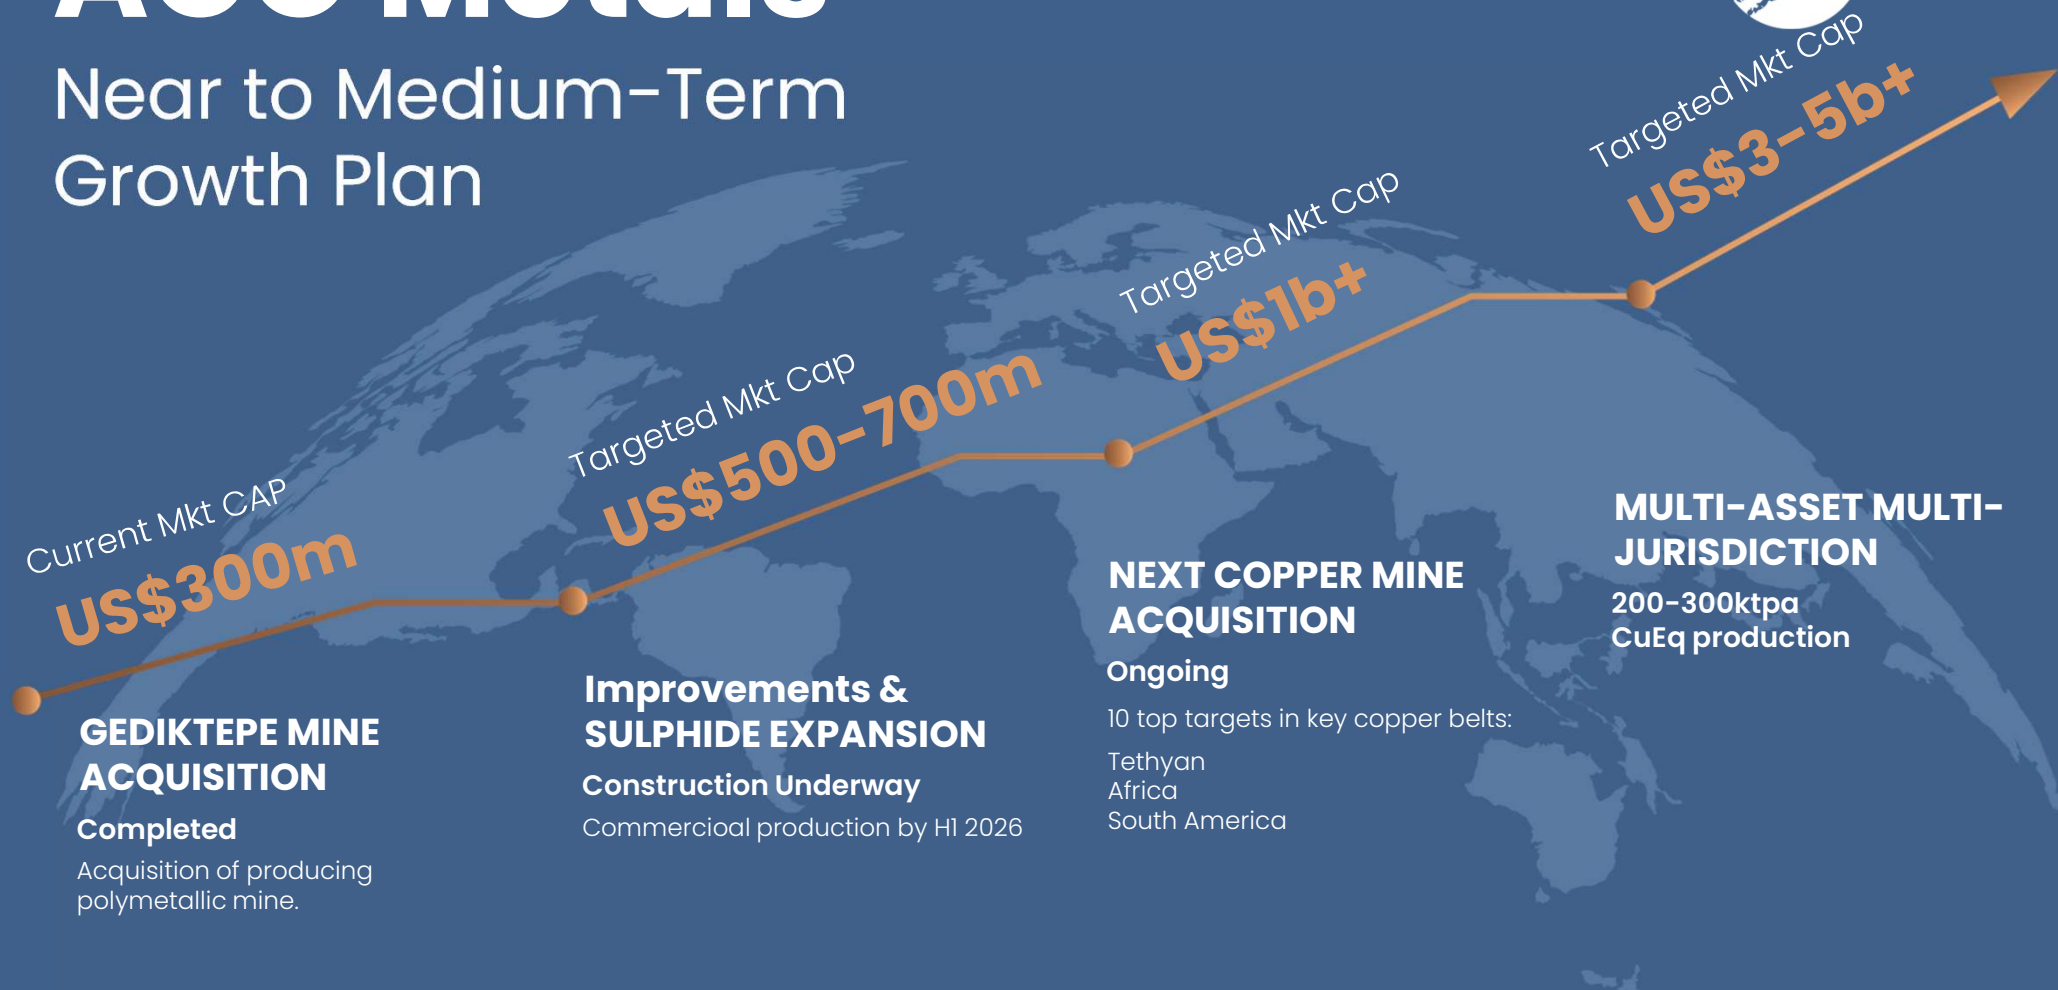 Metals
Near to Medium-Term
Growth Plan
Current Mkt CAP
US$300m
GEDIKTEPE MINE
ACQUISITION
Completed
Acquisition of producing
polymetallic mine.
Targeted Mkt Cap
US$500-700m
Improvements &
SULPHIDE EXPANSION
Construction Underway
Commercioal production by H1 2026
Targeted Mkt Cap
US$1b+
NEXT COPPER MINE
ACQUISITION
Ongoing
10 top targets in key copper belts:
Tethyan
Africa
South America
Targeted Mkt Cap
US$3-5b+
MULTI-ASSET MULTI-
JURISDICTION
200-300ktpa
CuEq production